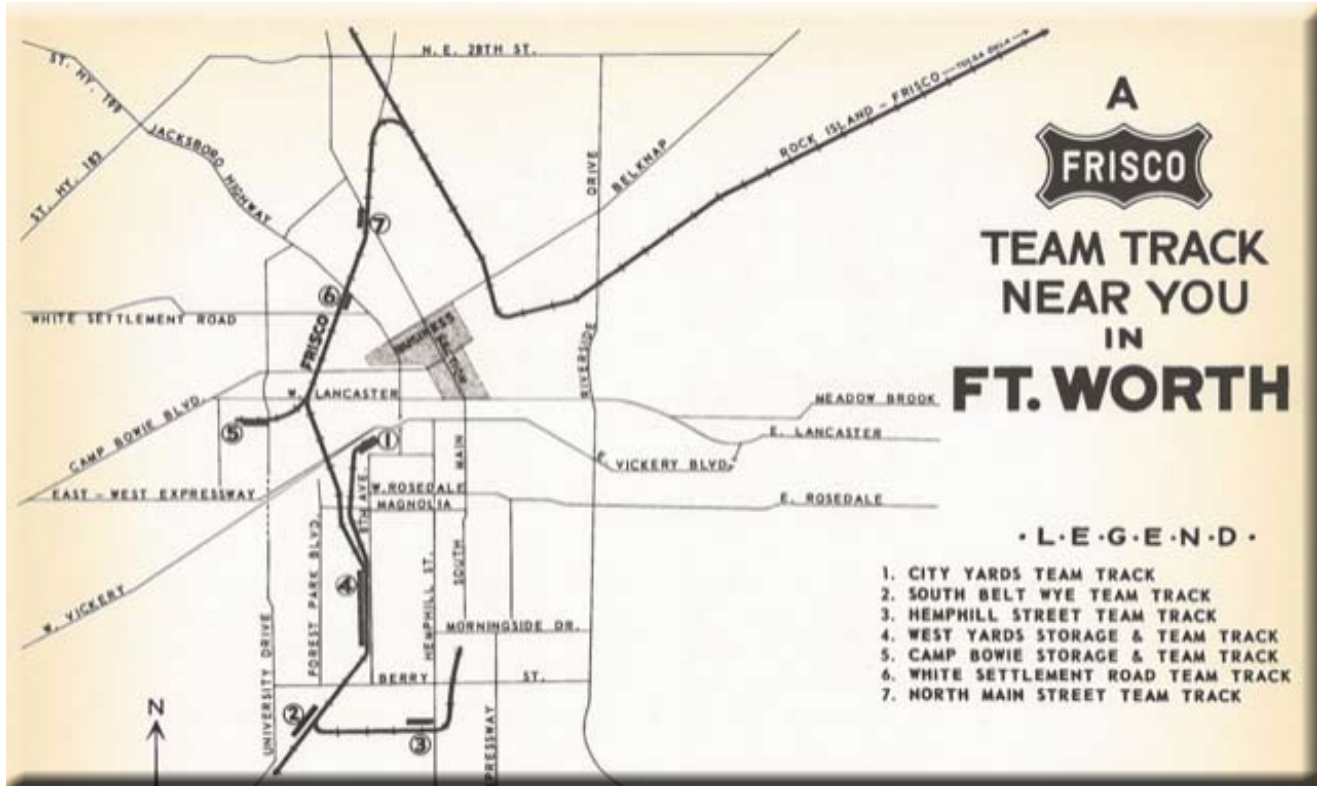 A
FRISCO
TEAM TRACK
NEAR YOU
IN
FT. WORTH
N. E. 28TH ST.
ST. HY. 199
JACKSBORO HIGHWAY
ST. HY. 183
ROCK ISLAND - FRISCO
DRIVE
BELKNAP
7
6
WHITE SETTLEMENT ROAD
FRISCO
BUSINESS
SECTION
RIVERSIDE
W. LANCASTER
MEADOW BROOK
CAMP BOWIE BLVD.
5
1
E. LANCASTER
E. VICKERY BLVD.
MAIN
EAST - WEST EXPRESSWAY
W. ROSEDALE
E. ROSEDALE
MAGNOLIA
8TH AVE.
FOREST PARK BLVD.
4
HEMPHILL ST.
SOUTH
W. VICKERY
UNIVERSITY DRIVE
MORNINGSIDE DR.
BERRY ST.
N
2
3
PRESSWAY
· L·E·G·E·N·D ·
1. CITY YARDS TEAM TRACK
2. SOUTH BELT WYE TEAM TRACK
3. HEMPHILL STREET TEAM TRACK
4. WEST YARDS STORAGE & TEAM TRACK
5. CAMP BOWIE STORAGE & TEAM TRACK
6. WHITE SETTLEMENT ROAD TEAM TRACK
7. NORTH MAIN STREET TEAM TRACK